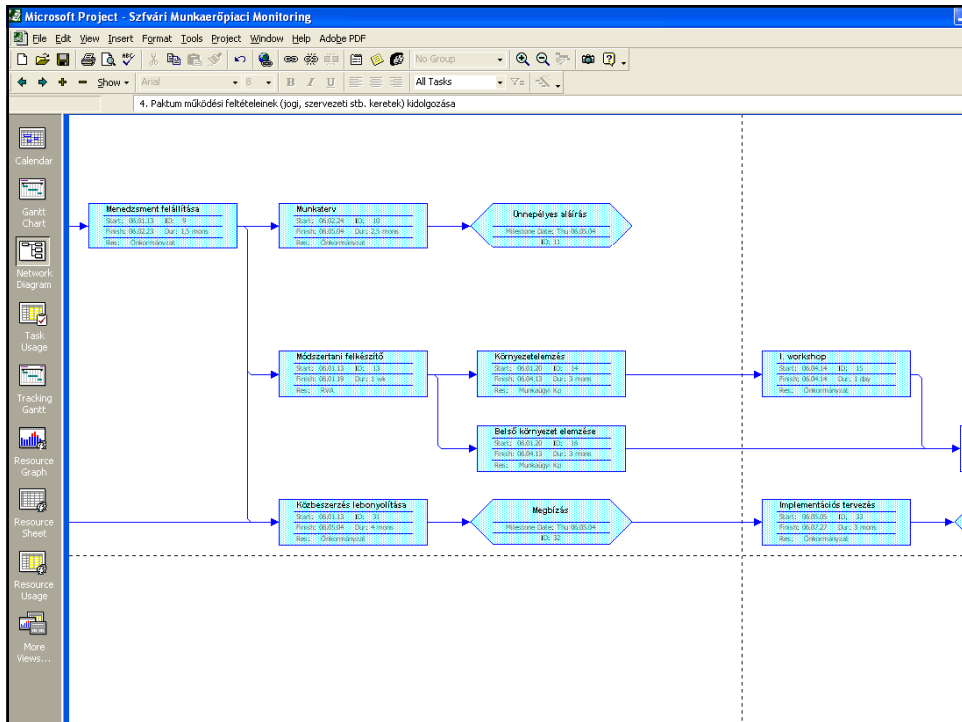 Microsoft Project - Szfvári Munkaerőpiaci Monitoring
File Edit View Insert Format Tools Project Window Help Adobe PDF
No Group
Show Arial 8 B I U All Tasks
4. Paktum működési feltételeinek (jogi, szervezeti stb. keretek) kidolgozása
Calendar
Gantt
Chart
Network
Diagram
Task
Usage
Tracking
Gantt
Resource
Graph
Resource
Sheet
Resource
Usage
More
Views...
Menedzsment felállítása
Start: 06.01.13 ID: 9
Finish: 06.02.23 Dur: 1,5 mons
Res: Önkormányzat
Munkaterv
Start: 06.02.24 ID: 10
Finish: 06.05.04 Dur: 2,5 mons
Res: Önkormányzat
Ünnepélyes aláírás
Milestone Date: Thu 06.05.04
ID: 11
Módszertani felkészítő
Start: 06.01.13 ID: 13
Finish: 06.01.19 Dur: 1 wk
Res: RVA
Környezetelemzés
Start: 06.01.20 ID: 14
Finish: 06.04.13 Dur: 3 mons
Res: Munkaügyi Kp
I. workshop
Start: 06.04.14 ID: 15
Finish: 06.04.14 Dur: 1 day
Res: Önkormányzat
Belső környezet elemzése
Start: 06.01.20 ID: 16
Finish: 06.04.13 Dur: 3 mons
Res: Munkaügyi Kp
Közbeszerzés lebonyolítása
Start: 06.01.13 ID: 31
Finish: 06.05.04 Dur: 4 mons
Res: Önkormányzat
Megbízás
Milestone Date: Thu 06.05.04
ID: 32
Implementációs tervezés
Start: 06.05.05 ID: 33
Finish: 06.07.27 Dur: 3 mons
Res: Önkormányzat